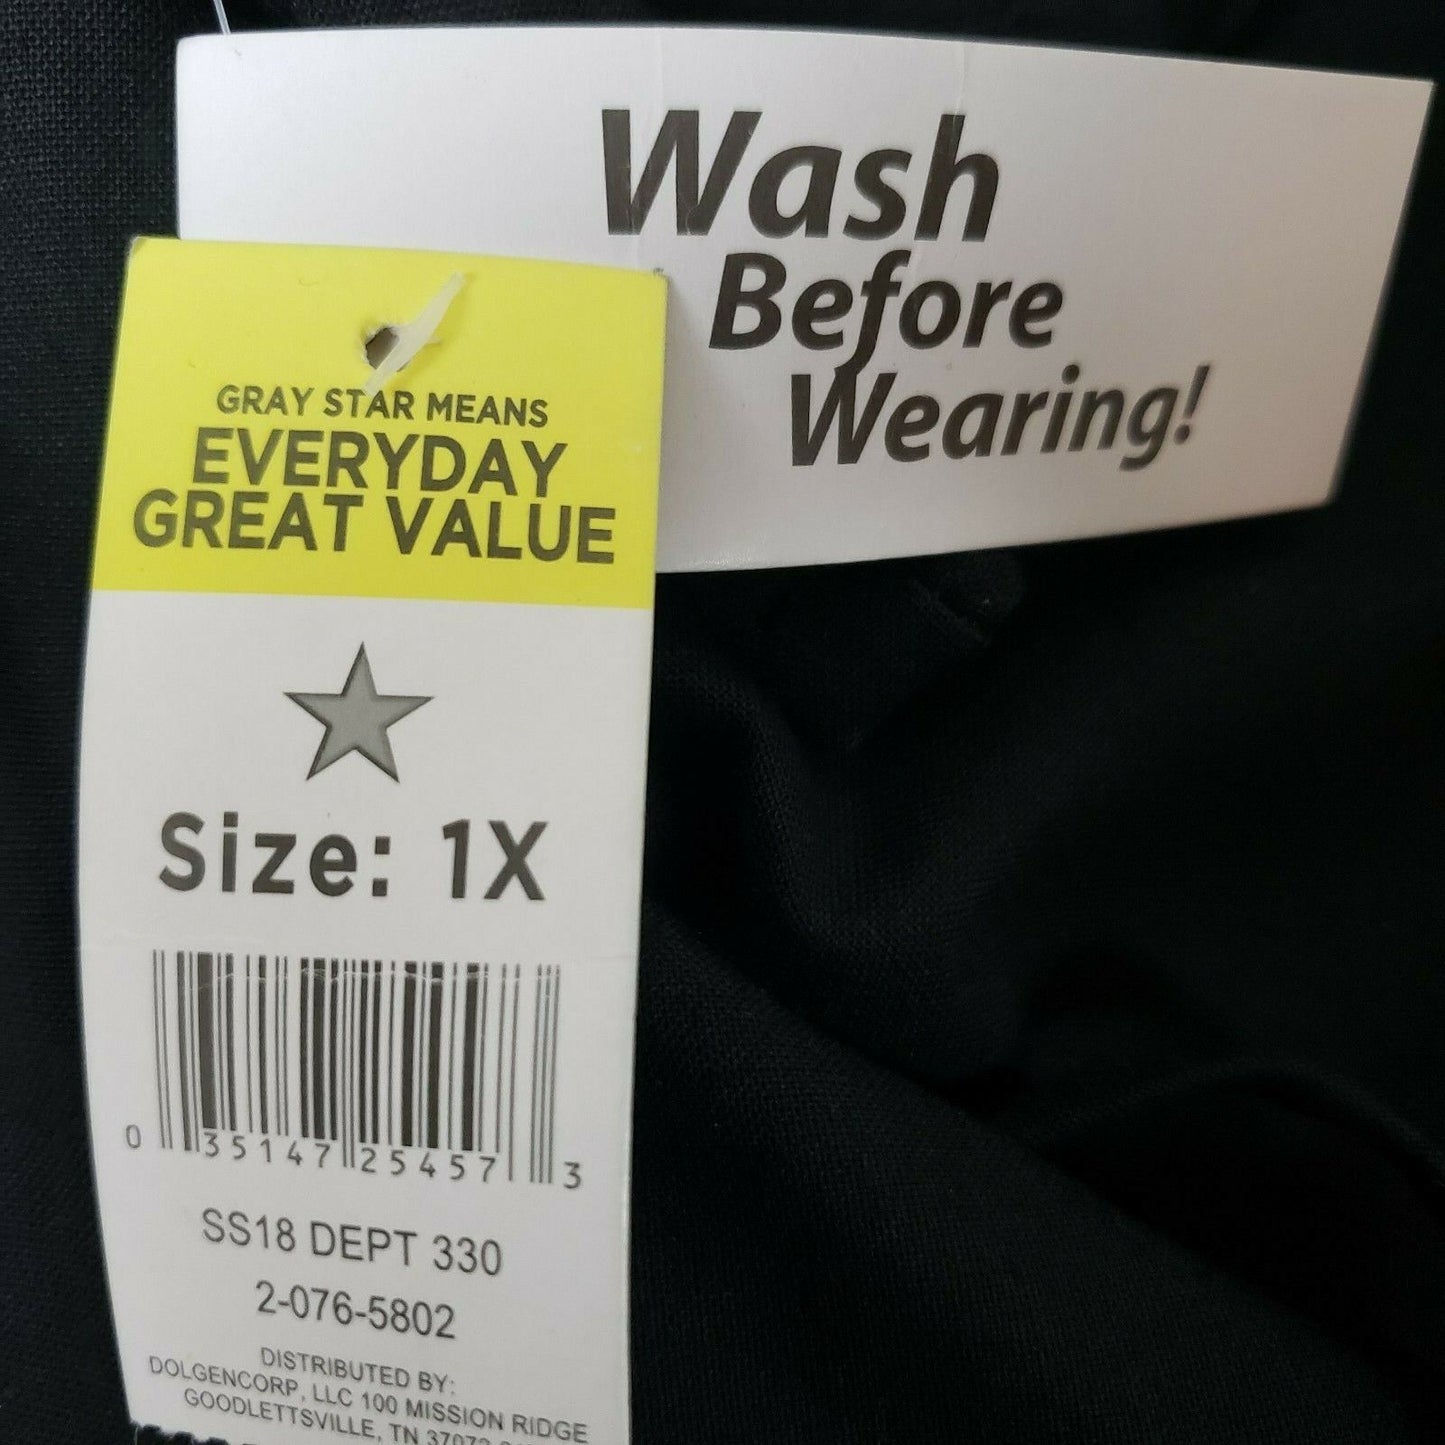 Wash
Before
Wearing!
GRAY STAR MEANS
EVERYDAY
GREAT VALUE
Size: 1X
0 35147 25457 3
SS18 DEPT 330
2-076-5802
DISTRIBUTED BY:
DOLGENCORP, LLC 100 MISSION RIDGE
GOODLETTSVILLE, TN